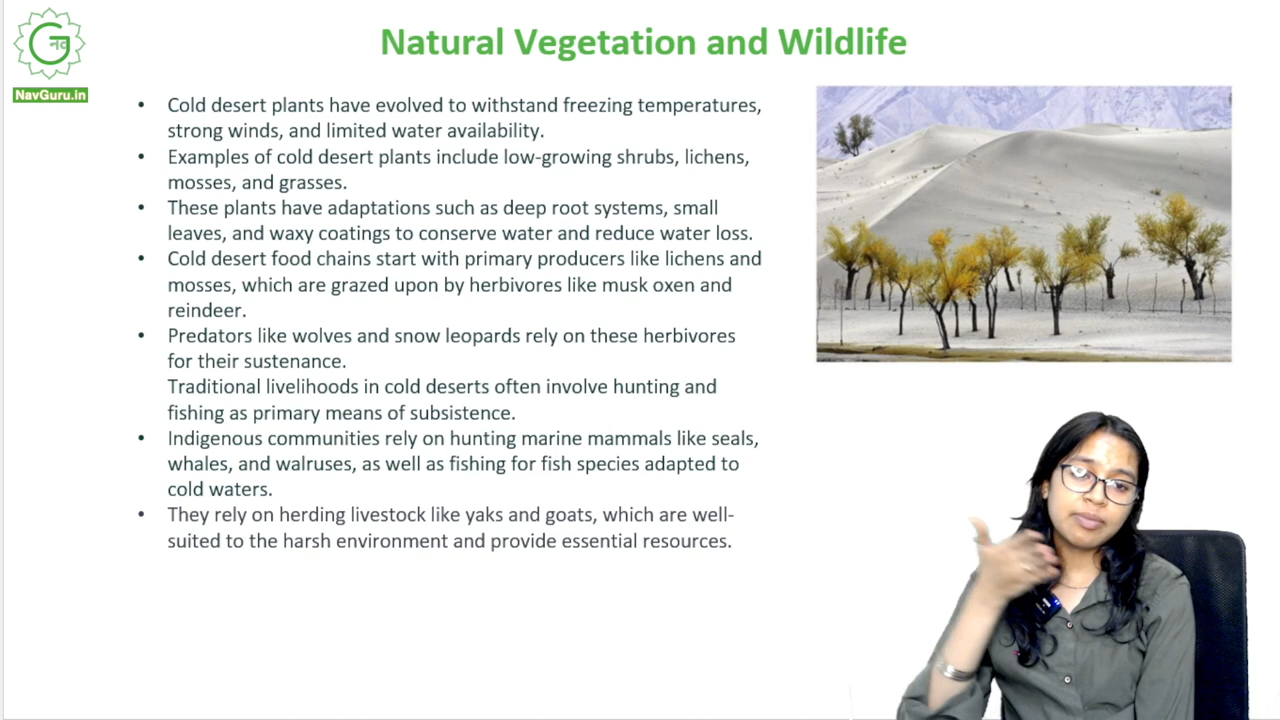 नव
NavGuru.in
Natural Vegetation and Wildlife
• Cold desert plants have evolved to withstand freezing temperatures,
strong winds, and limited water availability.
• Examples of cold desert plants include low-growing shrubs, lichens,
mosses, and grasses.
• These plants have adaptations such as deep root systems, small
leaves, and waxy coatings to conserve water and reduce water loss.
• Cold desert food chains start with primary producers like lichens and
mosses, which are grazed upon by herbivores like musk oxen and
reindeer.
• Predators like wolves and snow leopards rely on these herbivores
for their sustenance.
Traditional livelihoods in cold deserts often involve hunting and
fishing as primary means of subsistence.
• Indigenous communities rely on hunting marine mammals like seals,
whales, and walruses, as well as fishing for fish species adapted to
cold waters.
• They rely on herding livestock like yaks and goats, which are well-
suited to the harsh environment and provide essential resources.